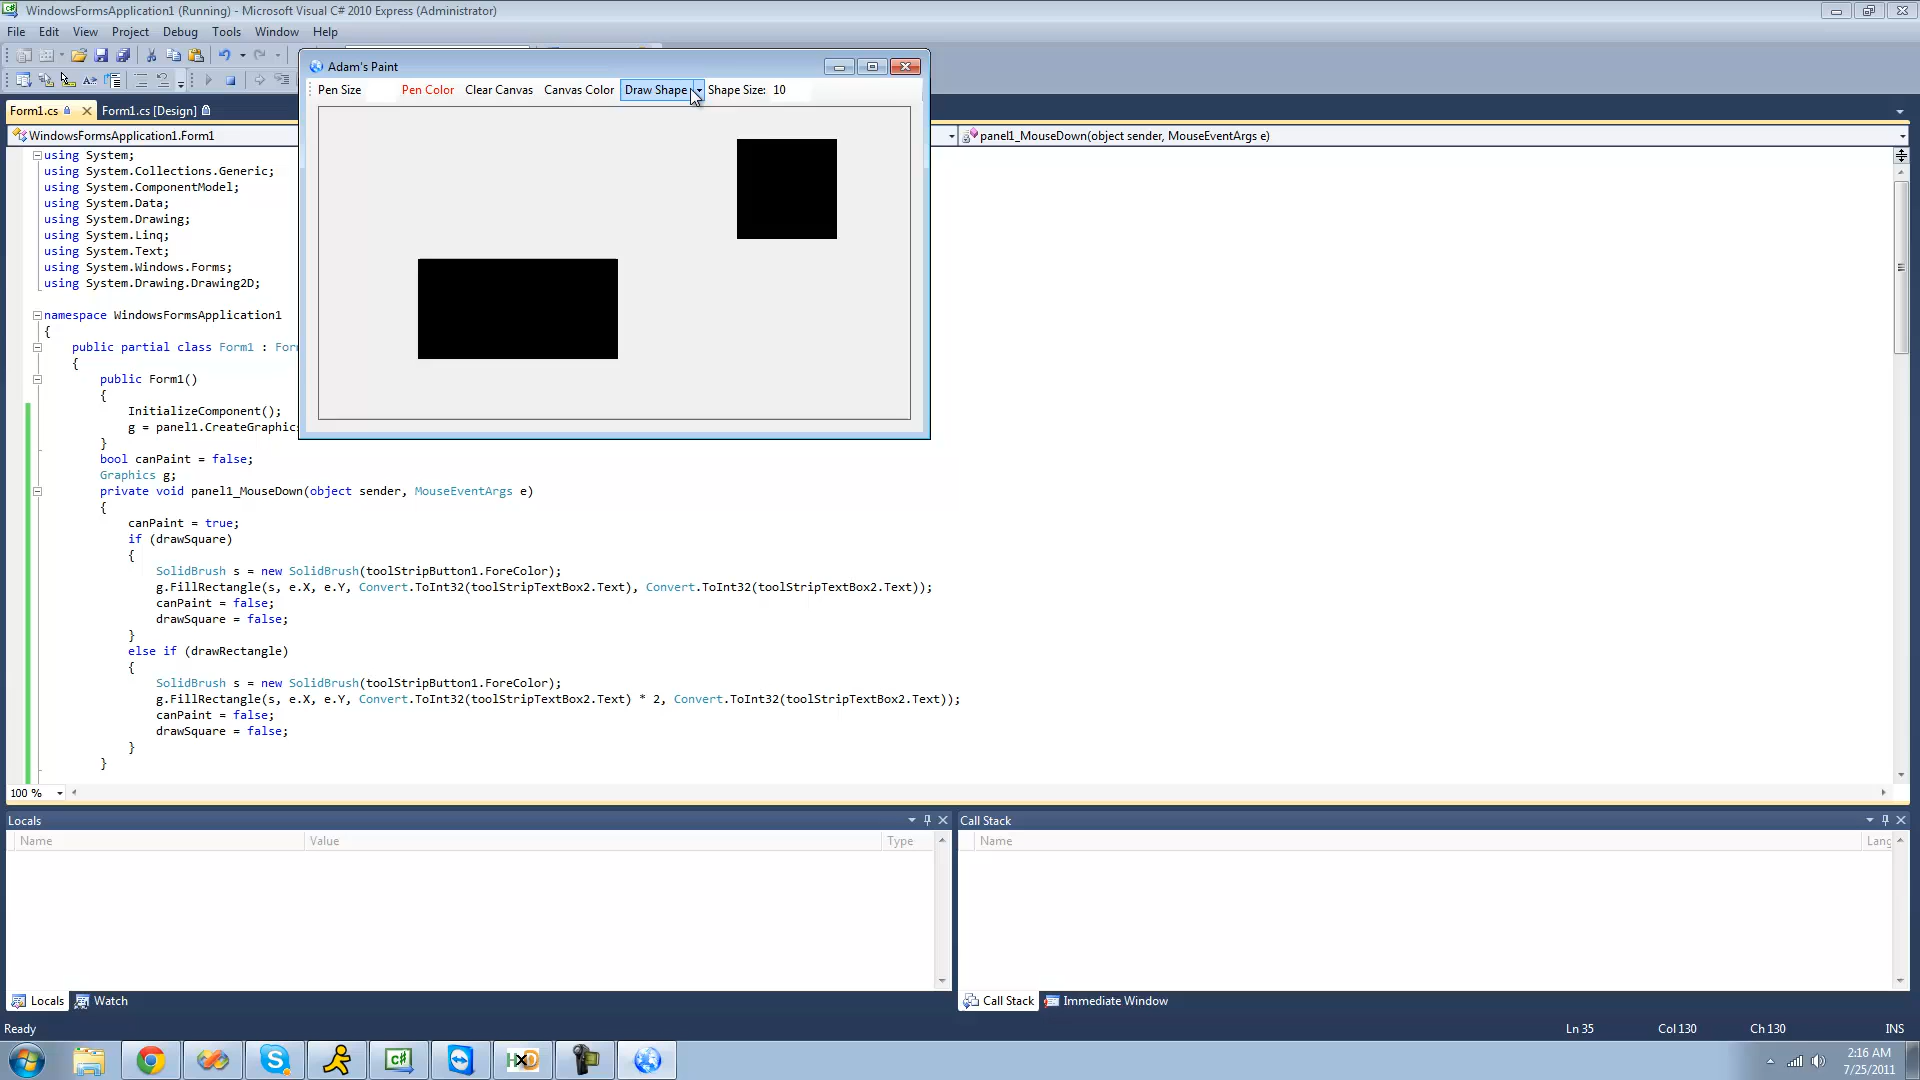 WindowsFormsApplication1 (Running) - Microsoft Visual C# 2010 Express (Administrator)
File Edit View Project Debug Tools Window Help
Adam's Paint
Pen Size Pen Color Clear Canvas Canvas Color Draw Shape Shape Size: 10
Form1.cs Form1.cs [Design]
WindowsFormsApplication1.Form1 panel1_MouseDown(object sender, MouseEventArgs e)
using System;
using System.Collections.Generic;
using System.ComponentModel;
using System.Data;
using System.Drawing;
using System.Linq;
using System.Text;
using System.Windows.Forms;
using System.Drawing.Drawing2D;
namespace WindowsFormsApplication1
{
public partial class Form1 : For
{
public Form1()
{
InitializeComponent();
g = panel1.CreateGraphics
}
bool canPaint = false;
Graphics g;
private void panel1_MouseDown(object sender, MouseEventArgs e)
{
canPaint = true;
if (drawSquare)
{
SolidBrush s = new SolidBrush(toolStripButton1.ForeColor);
g.FillRectangle(s, e.X, e.Y, Convert.ToInt32(toolStripTextBox2.Text), Convert.ToInt32(toolStripTextBox2.Text));
canPaint = false;
drawSquare = false;
}
else if (drawRectangle)
{
SolidBrush s = new SolidBrush(toolStripButton1.ForeColor);
g.FillRectangle(s, e.X, e.Y, Convert.ToInt32(toolStripTextBox2.Text) * 2, Convert.ToInt32(toolStripTextBox2.Text));
canPaint = false;
drawSquare = false;
}
}
100 %
Locals Call Stack
Name Value Type Name Lang
Locals Watch Call Stack Immediate Window
Ready Ln 35 Col 130 Ch 130 INS
2:16 AM
7/25/2011